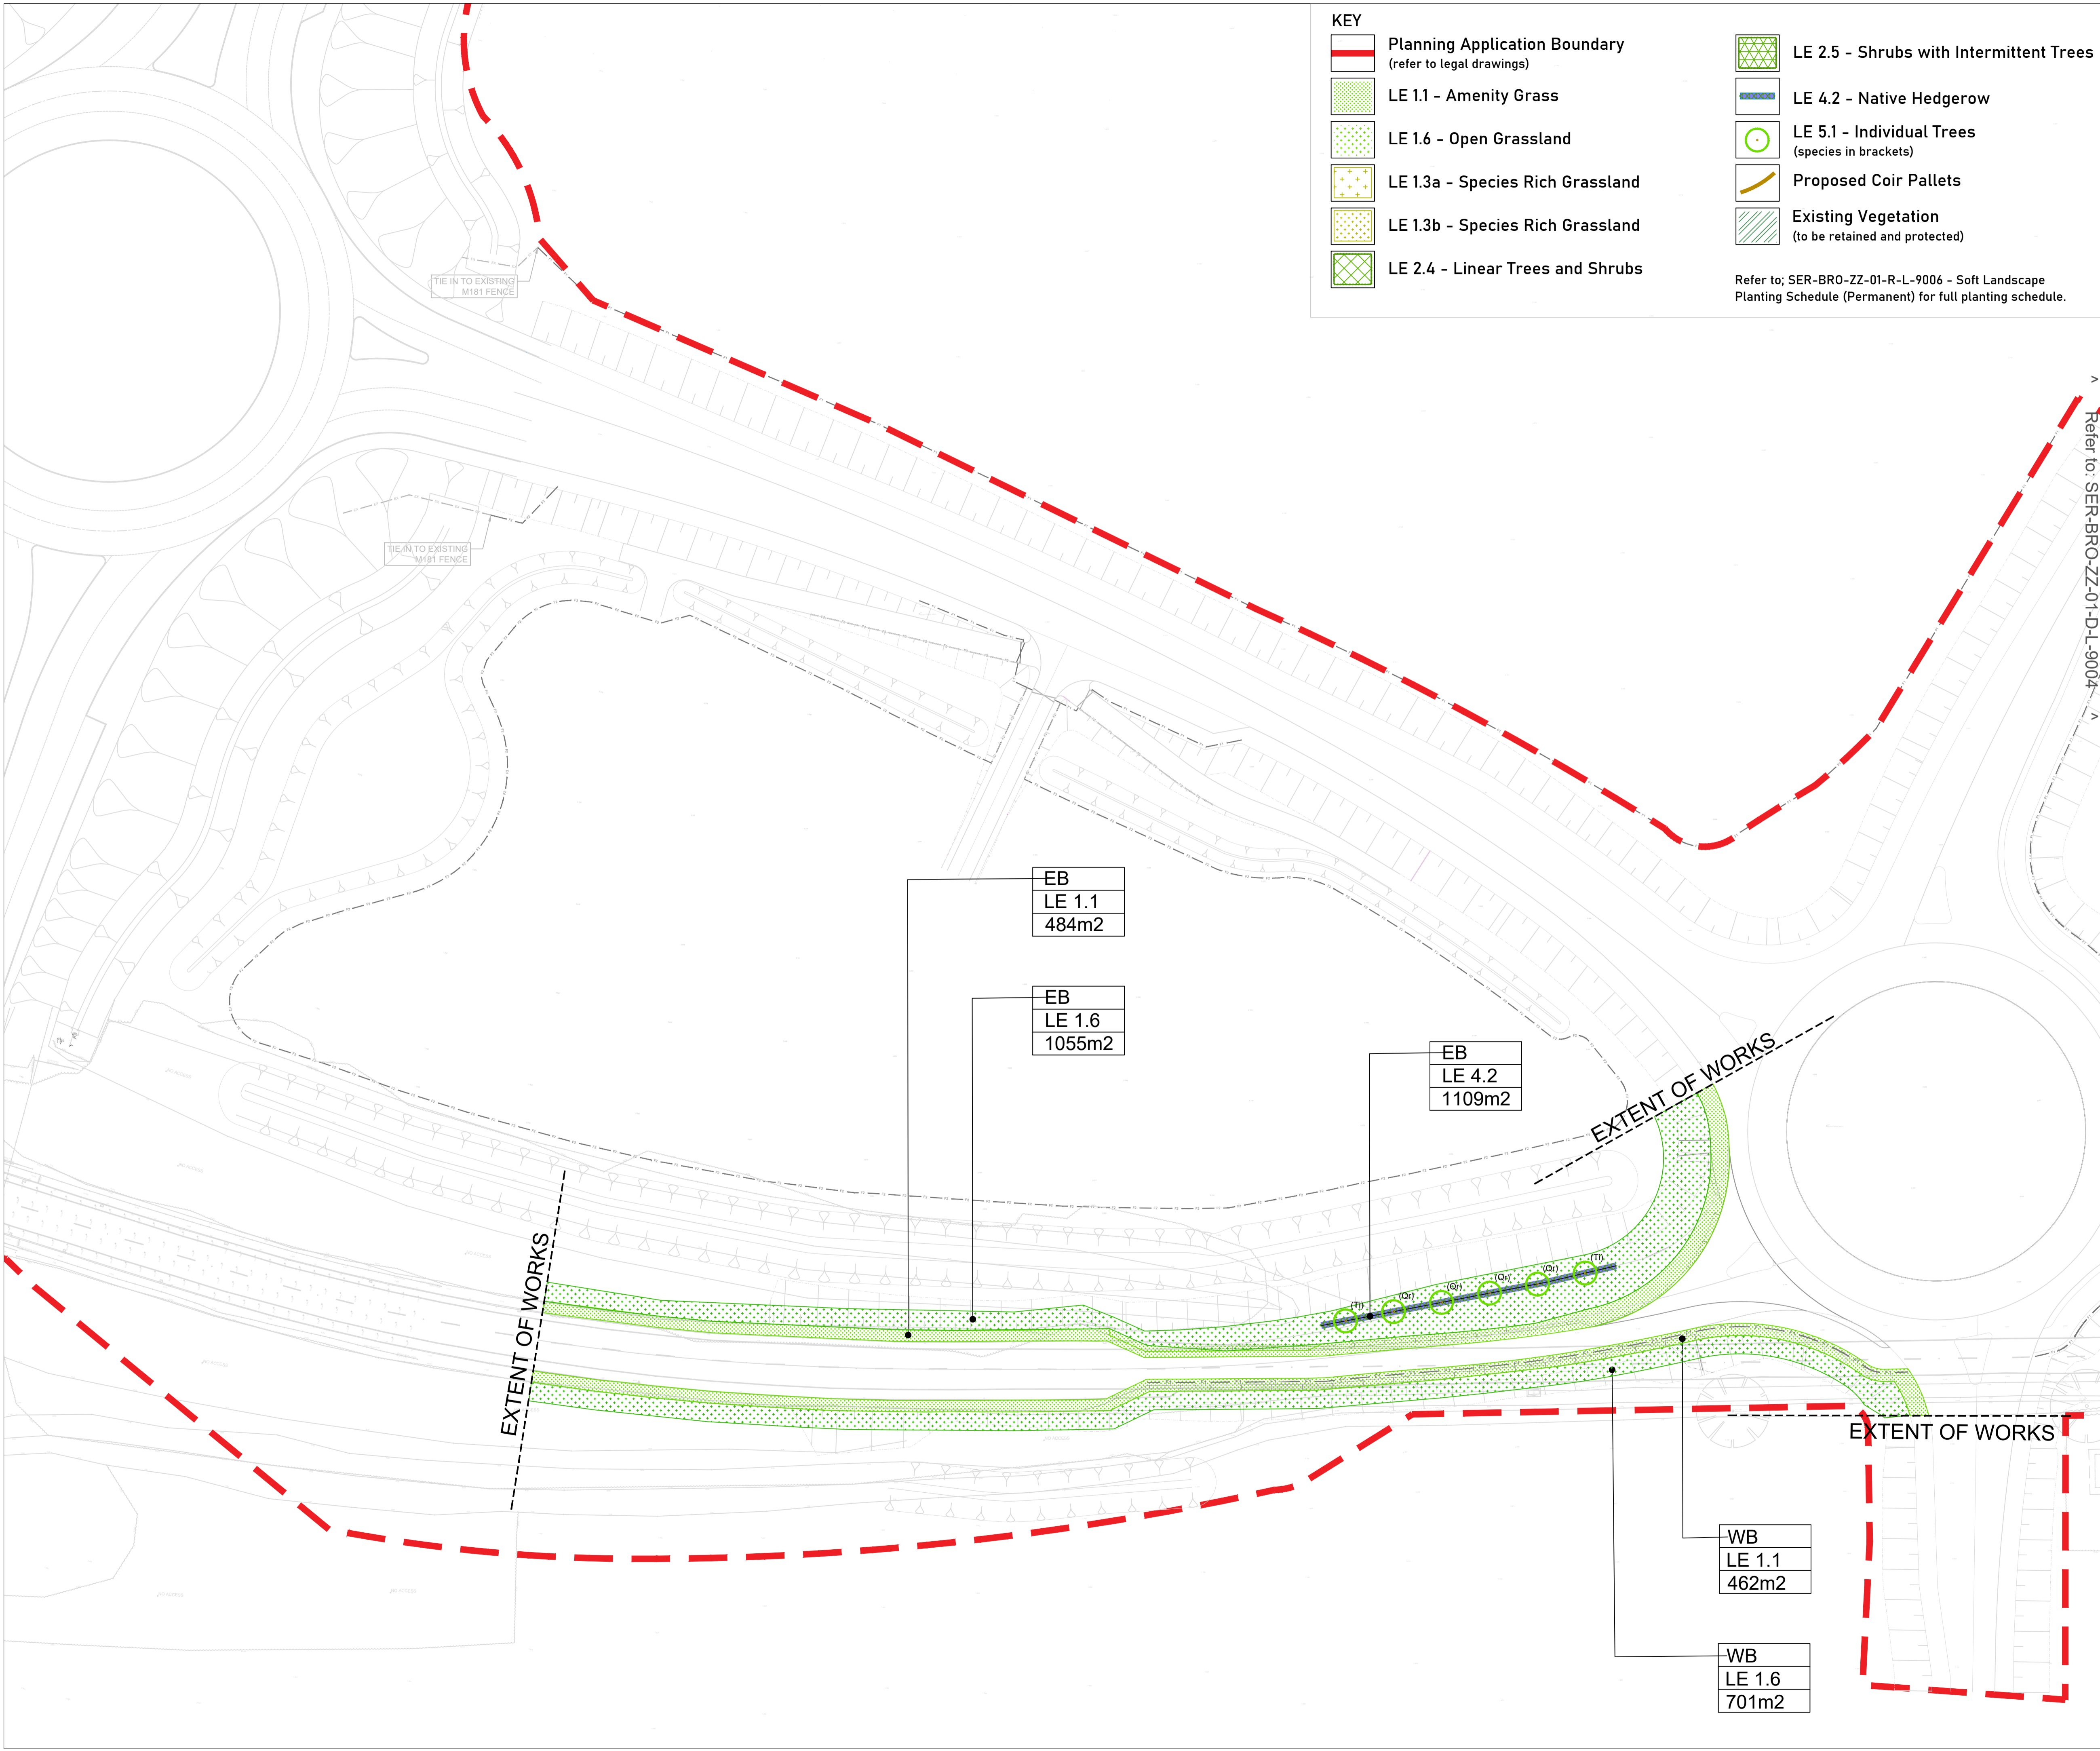 KEY
Planning Application Boundary
(refer to legal drawings)
LE 1.1 - Amenity Grass
LE 1.6 - Open Grassland
LE 1.3a - Species Rich Grassland
LE 1.3b - Species Rich Grassland
LE 2.4 - Linear Trees and Shrubs
LE 2.5 - Shrubs with Intermittent Trees
LE 4.2 - Native Hedgerow
LE 5.1 - Individual Trees
(species in brackets)
Proposed Coir Pallets
Existing Vegetation
(to be retained and protected)
Refer to; SER-BRO-ZZ-01-R-L-9006 - Soft Landscape
Planting Schedule (Permanent) for full planting schedule.
TIE IN TO EXISTING
M181 FENCE
TIE IN TO EXISTING
M181 FENCE
< Refer to: SER-BRO-ZZ-01-D-L-9004 <
EB
LE 1.1
484m2
EB
LE 1.6
1055m2
EB
LE 4.2
1109m2
EXTENT OF WORKS
EXTENT OF WORKS
(Tl)
(Qr)
(Qr)
(Qr)
(Qr)
(Tl)
EXTENT OF WORKS
WB
LE 1.1
462m2
WB
LE 1.6
701m2